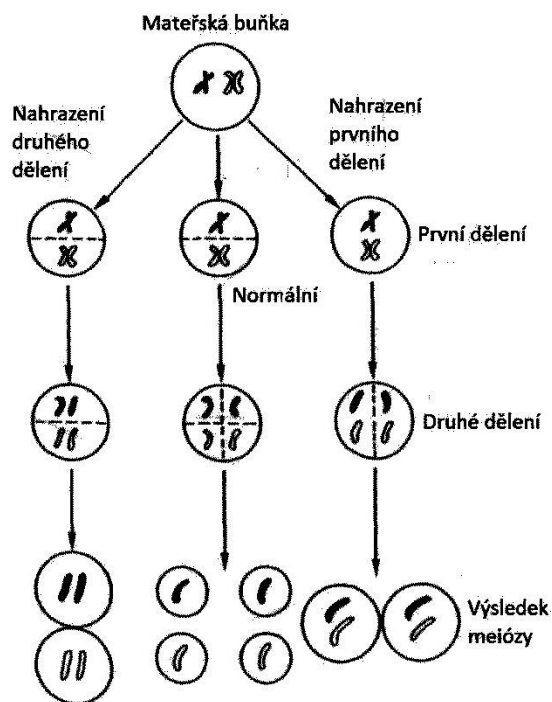 Mateřská buňka
Nahrazení
druhého
dělení
Nahrazení
prvního
dělení
První dělení
Normální
Druhé dělení
Výsledek
meiózy